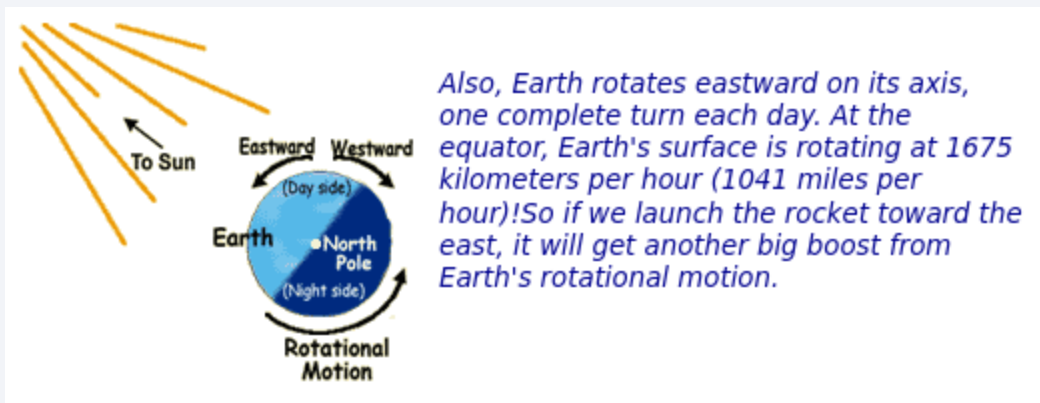 Also, Earth rotates eastward on its axis,
one complete turn each day. At the
equator, Earth's surface is rotating at 1675
kilometers per hour (1041 miles per
hour)!So if we launch the rocket toward the
east, it will get another big boost from
Earth's rotational motion.
To Sun
Eastward Westward
(Day side)
Earth
North
Pole
(Night side)
Rotational
Motion